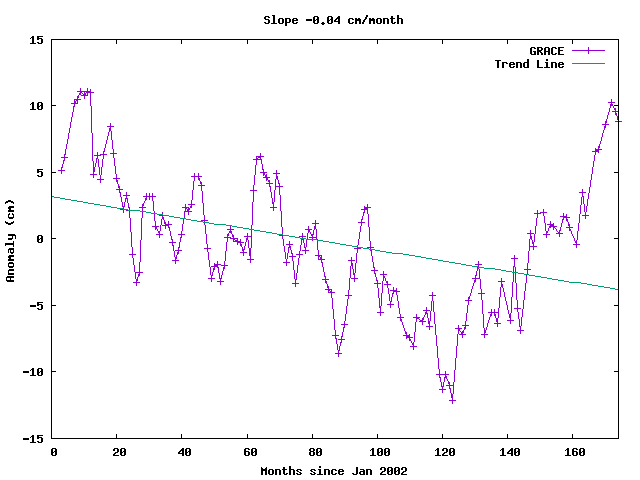 Slope -0.04 cm/month
GRACE
Trend Line
15
10
5
0
-5
-10
-15
Anomaly (cm)
0 20 40 60 80 100 120 140 160
Months since Jan 2002